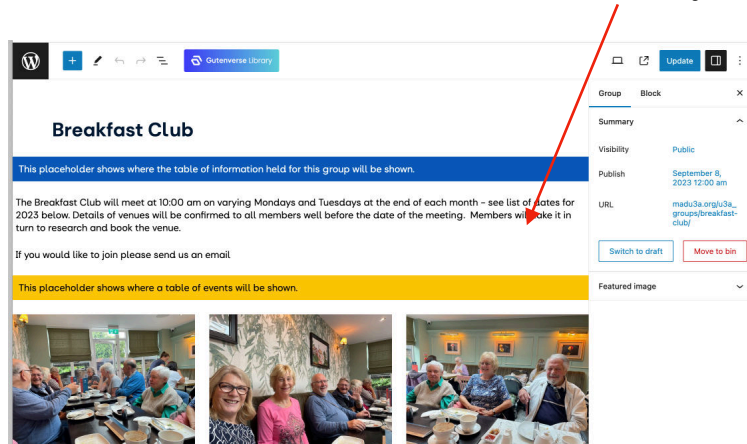 Gutenverse Library
Update
Group Block
Breakfast Club
This placeholder shows where the table of information held for this group will be shown.
The Breakfast Club will meet at 10:00 am on varying Mondays and Tuesdays at the end of each month – see list of dates for
2023 below. Details of venues will be confirmed to all members well before the date of the meeting. Members will take it in
turn to research and book the venue.
If you would like to join please send us an email
This placeholder shows where a table of events will be shown.
Summary
Visibility Public
Publish September 8,
2023 12:00 am
URL madu3a.org/u3a_
groups/breakfast-
club/
Switch to draft Move to bin
Featured image